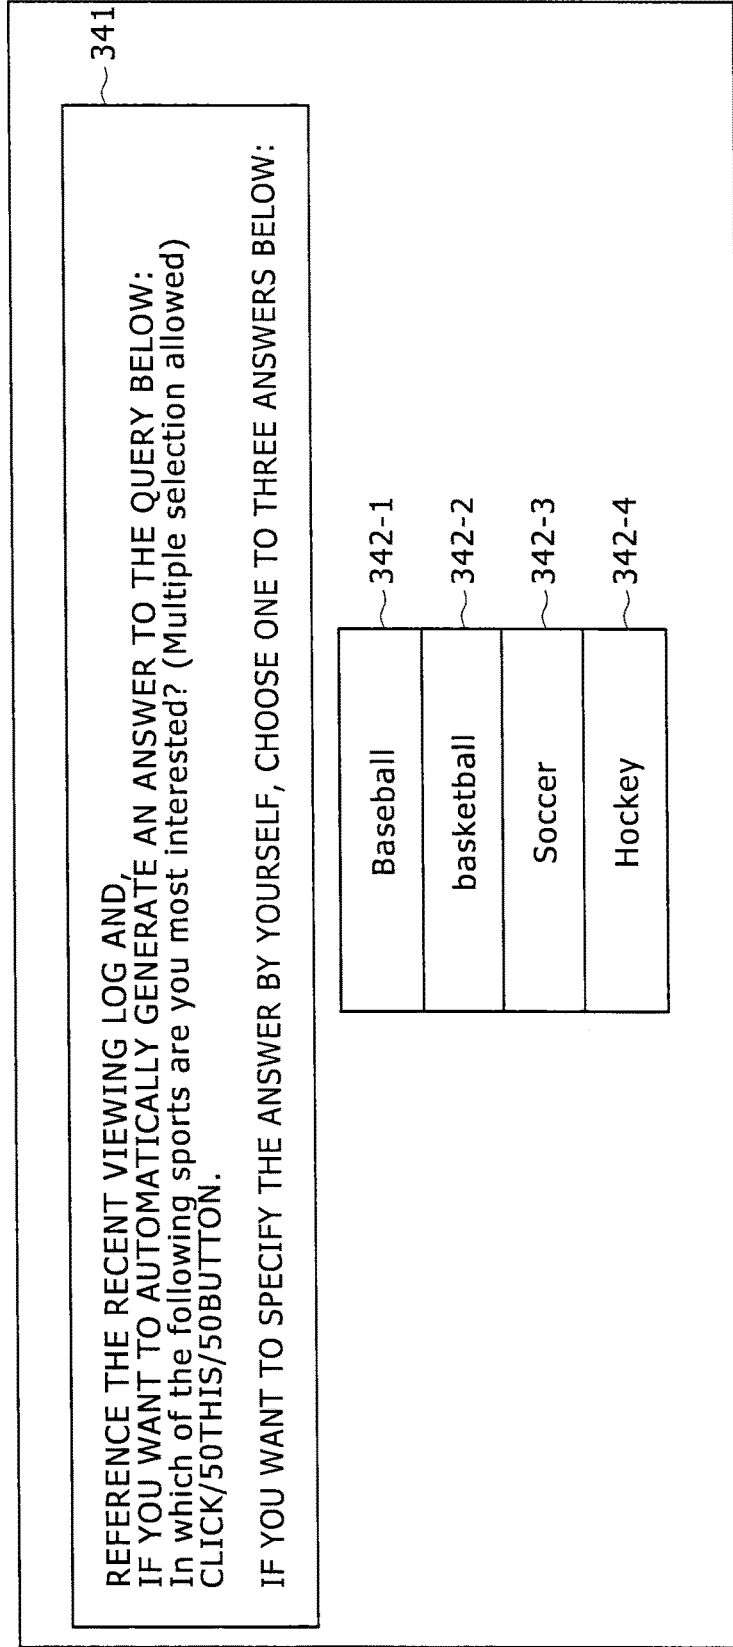 341
REFERENCE THE RECENT VIEWING LOG AND,
IF YOU WANT TO AUTOMATICALLY GENERATE AN ANSWER TO THE QUERY BELOW:
In which of the following sports are you most interested? (Multiple selection allowed)
CLICK/50THIS/50BUTTON.
IF YOU WANT TO SPECIFY THE ANSWER BY YOURSELF, CHOOSE ONE TO THREE ANSWERS BELOW:
Baseball 342-1
basketball 342-2
Soccer 342-3
Hockey 342-4